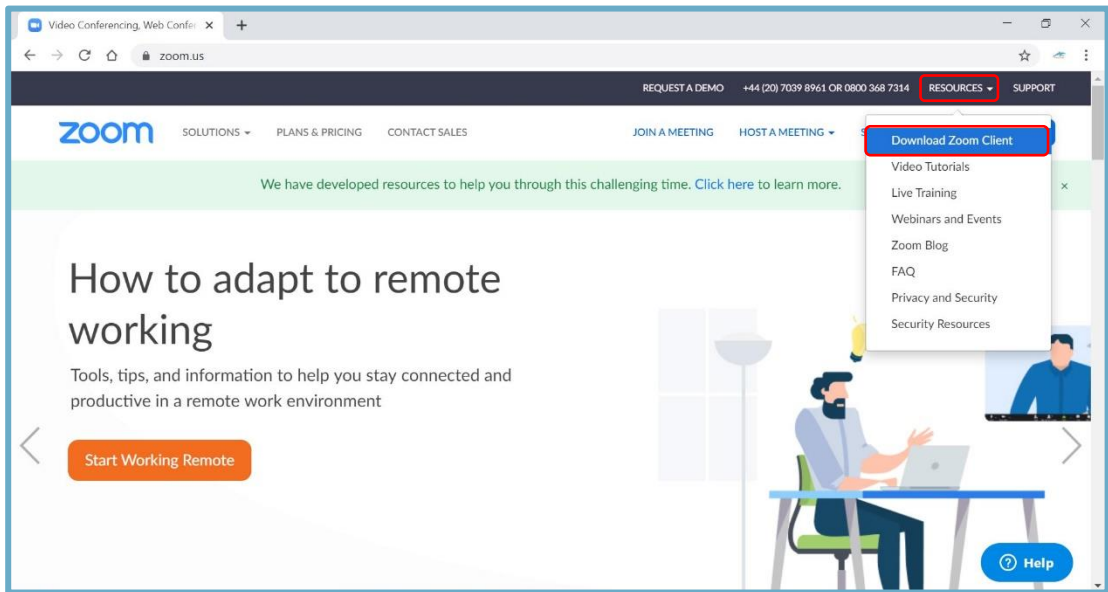 Video Conferencing, Web Confe
zoom.us
REQUEST A DEMO +44 (20) 7039 8961 OR 0800 368 7314 RESOURCES SUPPORT
zoom SOLUTIONS PLANS & PRICING CONTACT SALES JOIN A MEETING HOST A MEETING
Download Zoom Client
Video Tutorials
Live Training
Webinars and Events
Zoom Blog
FAQ
Privacy and Security
Security Resources
We have developed resources to help you through this challenging time. Click here to learn more.
How to adapt to remote
working
Tools, tips, and information to help you stay connected and
productive in a remote work environment
Start Working Remote
Help